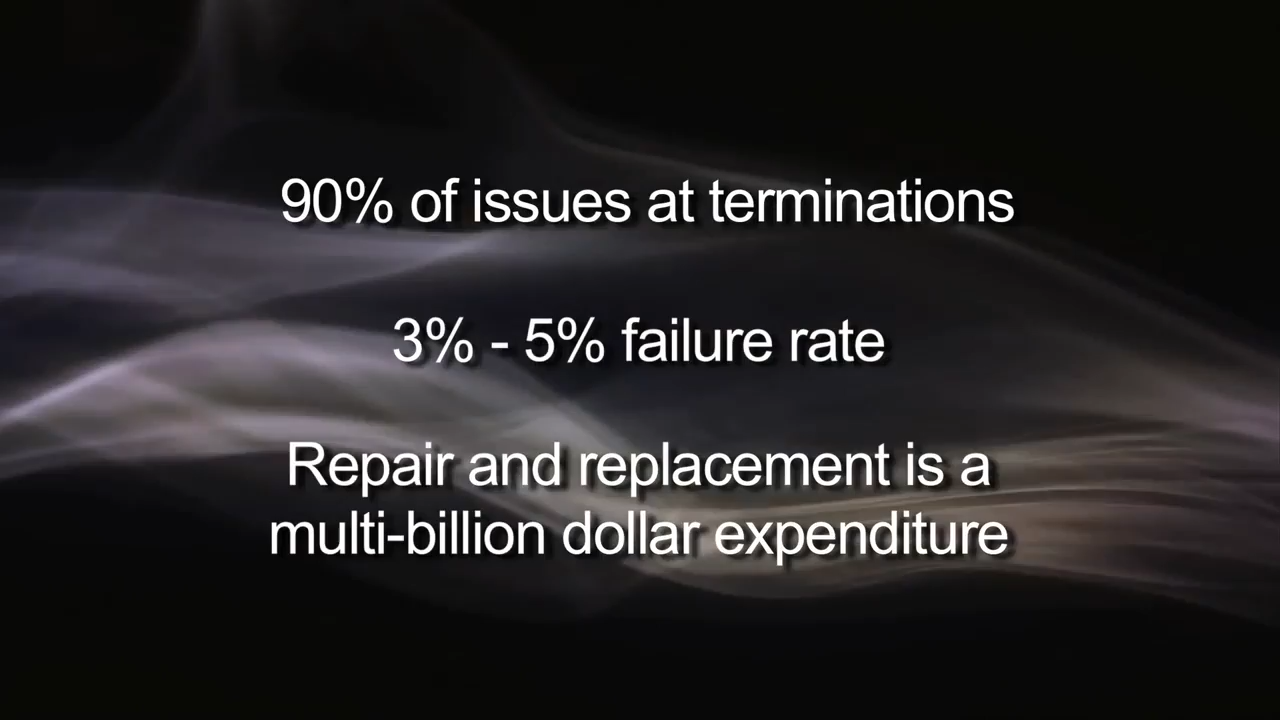 90% of issues at terminations
3% - 5% failure rate
Repair and replacement is a
multi-billion dollar expenditure